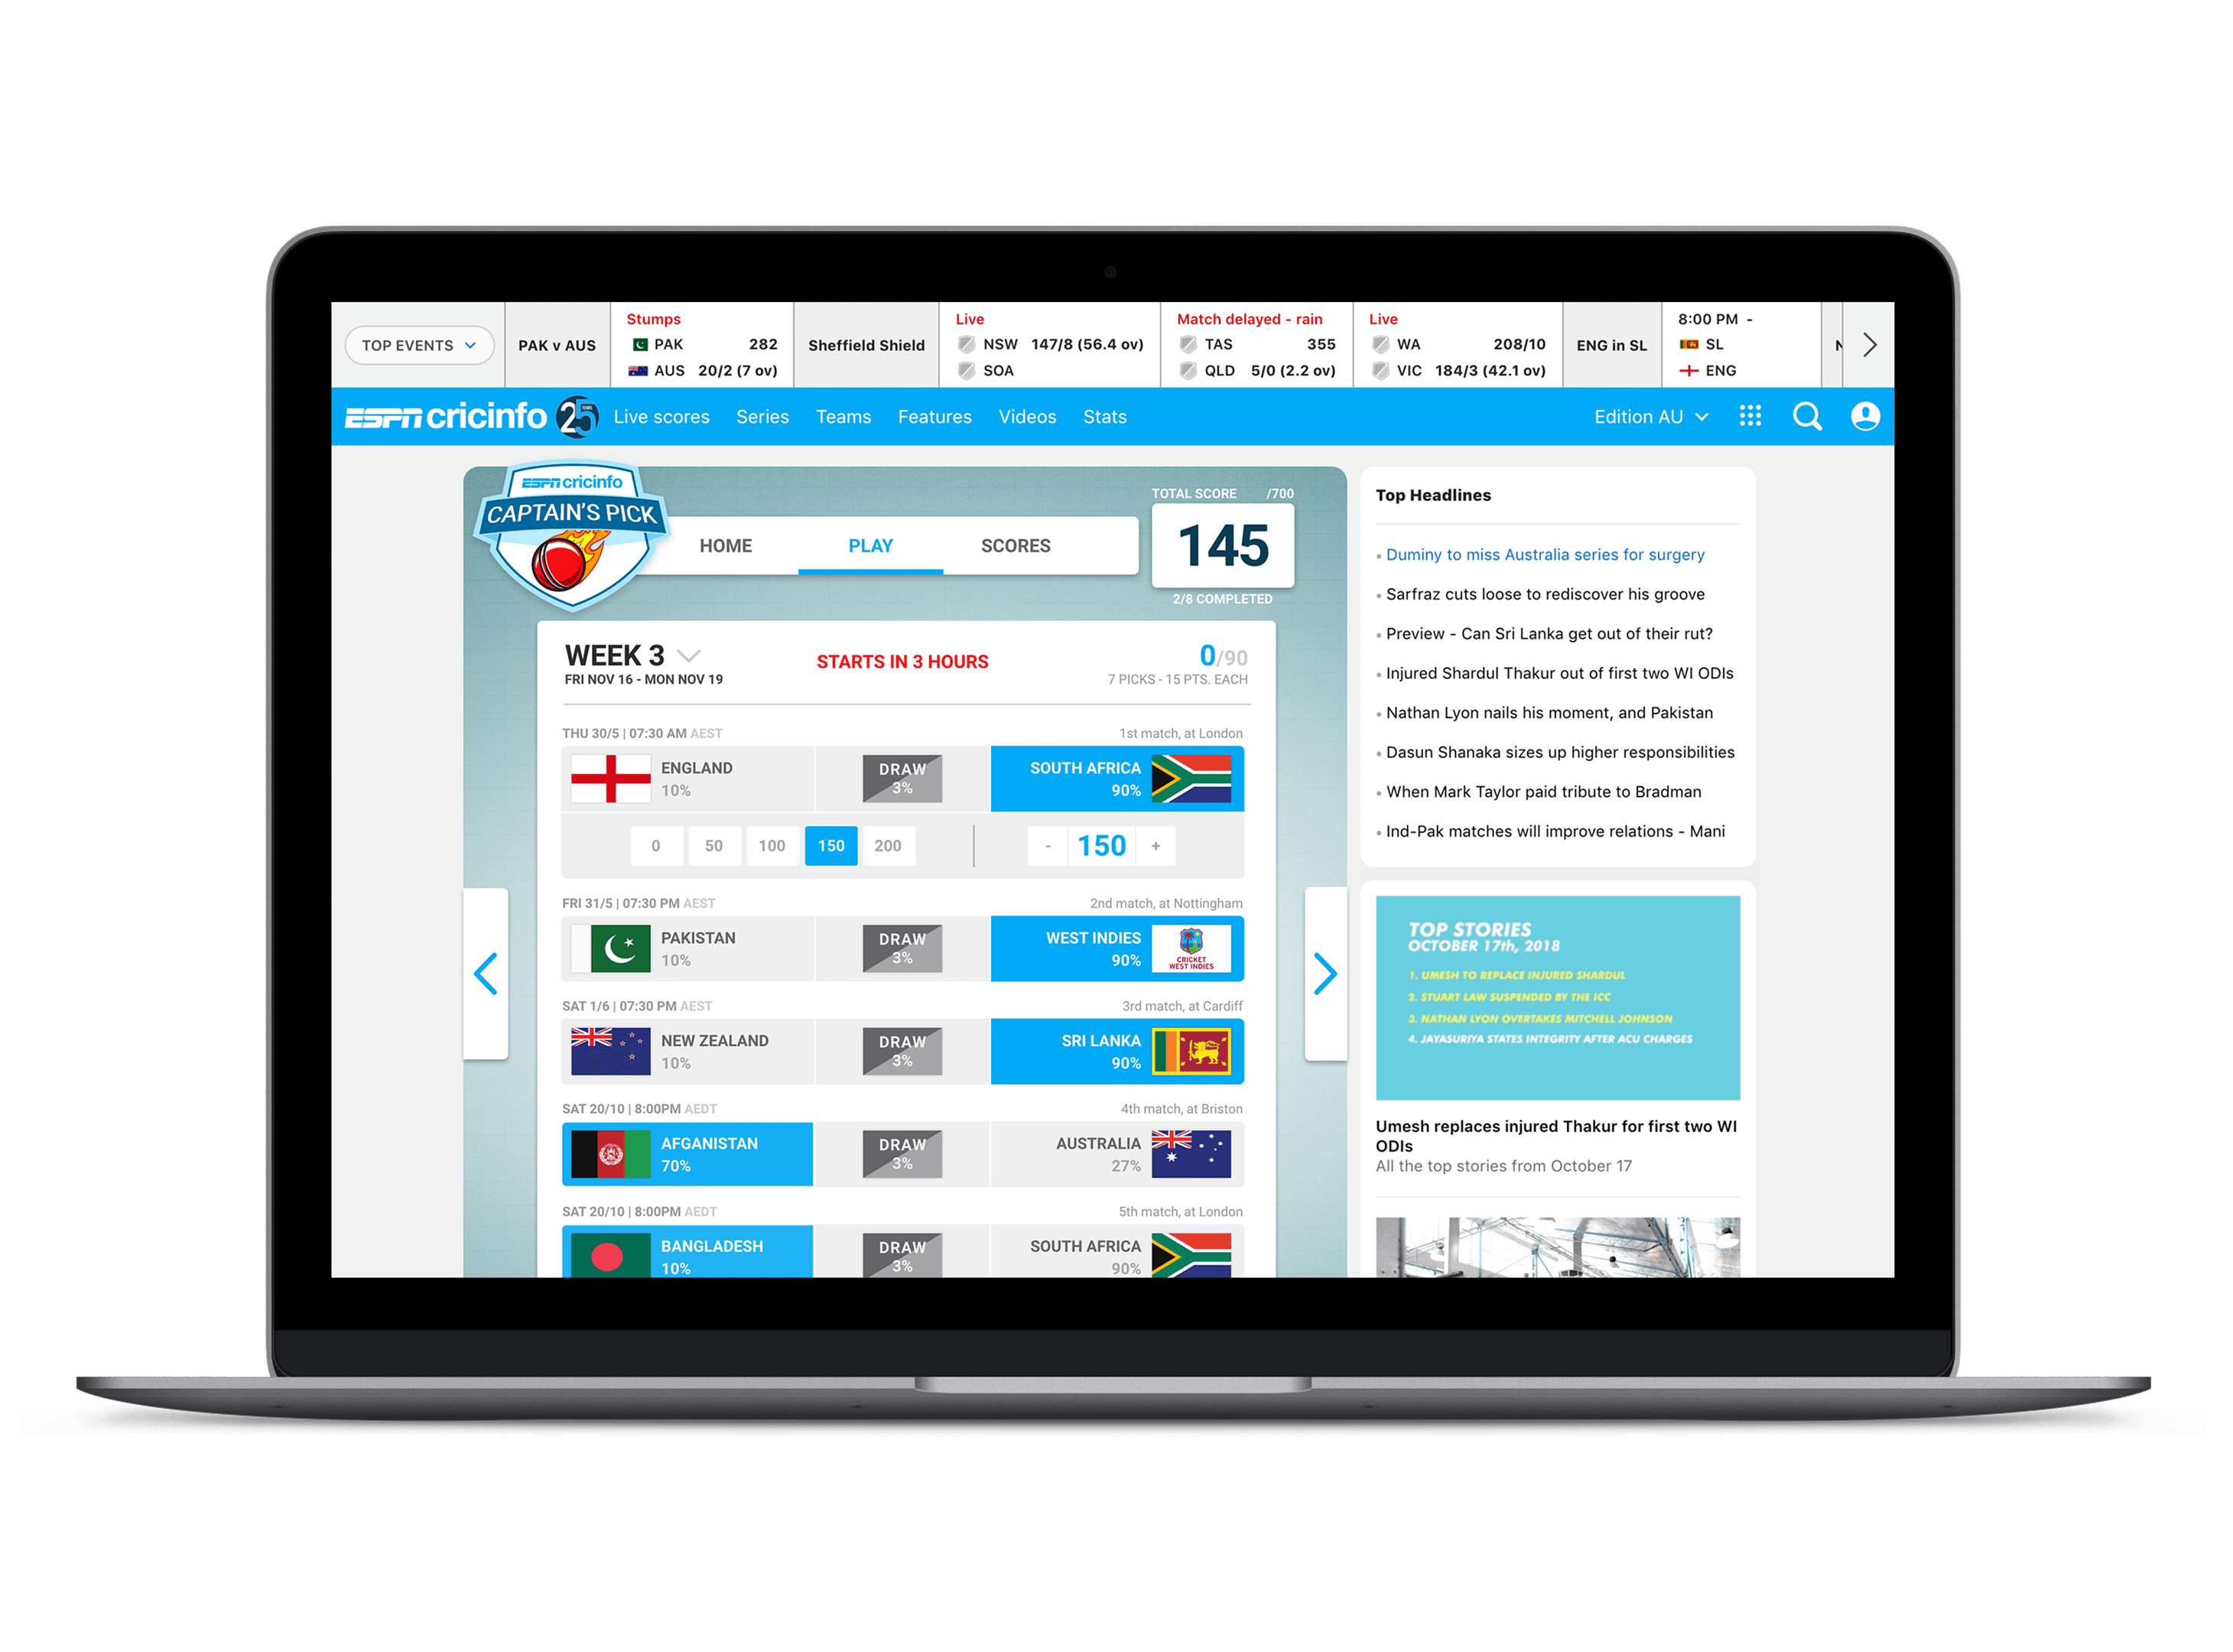 TOP EVENTS
PAK v AUS
Stumps
PAK 282
AUS 20/2 (7 ov)
Sheffield Shield
Live
NSW 147/8 (56.4 ov)
SOA
Match delayed - rain
TAS 355
QLD 5/0 (2.2 ov)
Live
WA 208/10
VIC 184/3 (42.1 ov)
ENG in SL
8:00 PM -
SL
ENG
ESPN cricinfo 25 Live scores Series Teams Features Videos Stats Edition AU
ESPN cricinfo
CAPTAIN'S PICK
HOME PLAY SCORES
TOTAL SCORE /700
145
2/8 COMPLETED
WEEK 3
FRI NOV 16 - MON NOV 19
STARTS IN 3 HOURS
0/90
7 PICKS - 15 PTS. EACH
THU 30/5 | 07:30 AM AEST 1st match, at London
ENGLAND
10%
DRAW
3%
SOUTH AFRICA
90%
0 50 100 150 200 - 150 +
FRI 31/5 | 07:30 PM AEST 2nd match, at Nottingham
PAKISTAN
10%
DRAW
3%
WEST INDIES
90%
CRICKET
WEST INDIES
SAT 1/6 | 07:30 PM AEST 3rd match, at Cardiff
NEW ZEALAND
10%
DRAW
3%
SRI LANKA
90%
SAT 20/10 | 8:00PM AEDT 4th match, at Briston
AFGANISTAN
70%
DRAW
3%
AUSTRALIA
27%
SAT 20/10 | 8:00PM AEDT 5th match, at London
BANGLADESH
10%
DRAW
3%
SOUTH AFRICA
90%
Top Headlines
Duminy to miss Australia series for surgery
Sarfraz cuts loose to rediscover his groove
Preview - Can Sri Lanka get out of their rut?
Injured Shardul Thakur out of first two WI ODIs
Nathan Lyon nails his moment, and Pakistan
Dasun Shanaka sizes up higher responsibilities
When Mark Taylor paid tribute to Bradman
Ind-Pak matches will improve relations - Mani
TOP STORIES
OCTOBER 17th, 2018
1. UMESH TO REPLACE INJURED SHARDUL
2. STUART LAW SUSPENDED BY THE ICC
3. NATHAN LYON OVERTAKES MITCHELL JOHNSON
4. JAYASURIYA STATES INTEGRITY AFTER ACU CHARGES
Umesh replaces injured Thakur for first two WI
ODIs
All the top stories from October 17